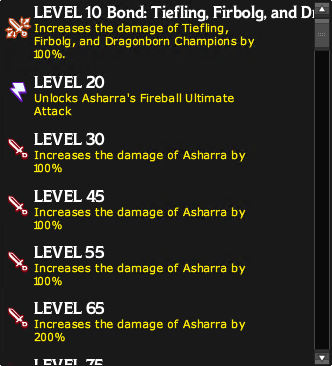 LEVEL 10 Bond: Tiefling, Firbolg, and
Increases the damage of Tiefling,
Firbolg, and Dragonborn Champions by
100%.
LEVEL 20
Unlocks Asharra's Fireball Ultimate
Attack
LEVEL 30
Increases the damage of Asharra by
100%
LEVEL 45
Increases the damage of Asharra by
100%
LEVEL 55
Increases the damage of Asharra by
100%
LEVEL 65
Increases the damage of Asharra by
200%
LEVEL 75